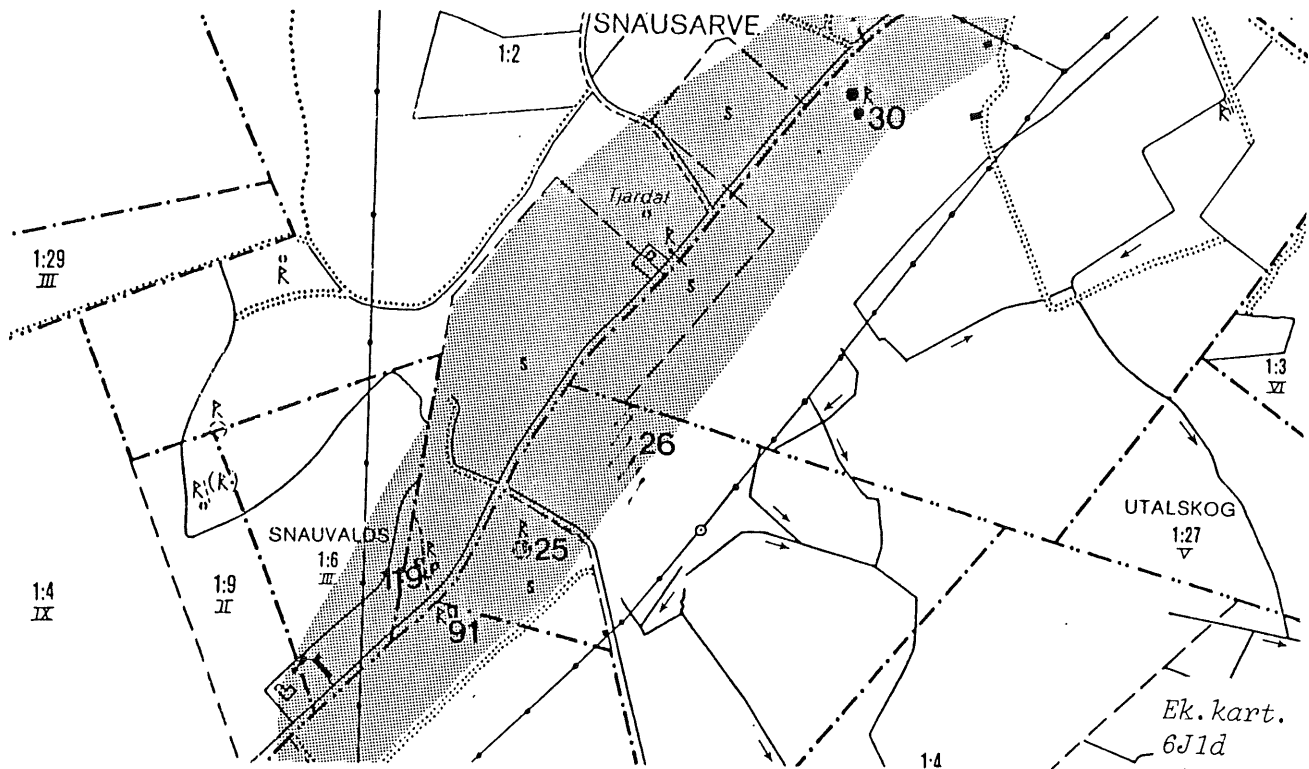 SNAUSARVE
1:2
R
30
R
S
Tjärdal
R
S
1:29
III
R
S
1:3
VI
R
26
R (R)
SNAUVALDS
1:6
III
UTALSKOG
1:27
V
R
25
R
119
S
1:4
IX
1:9
II
R
91
Ek.kart.
6J1d
1:4